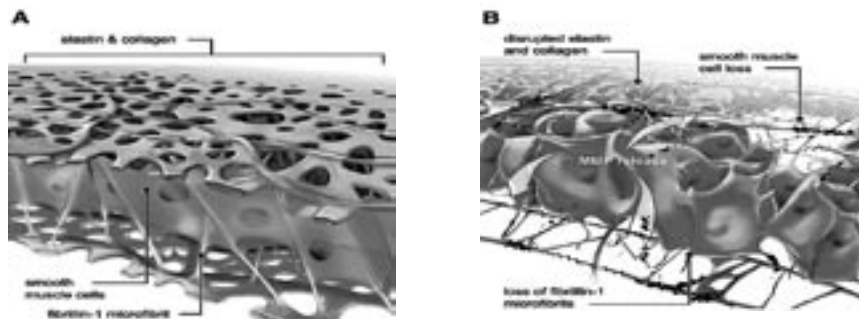 A
elastin & collagen
smooth
muscle cells
fibrillin-1 microfibril
B
disrupted elastin
and collagen
smooth muscle
cell loss
MMP release
loss of fibrillin-1
microfibrils